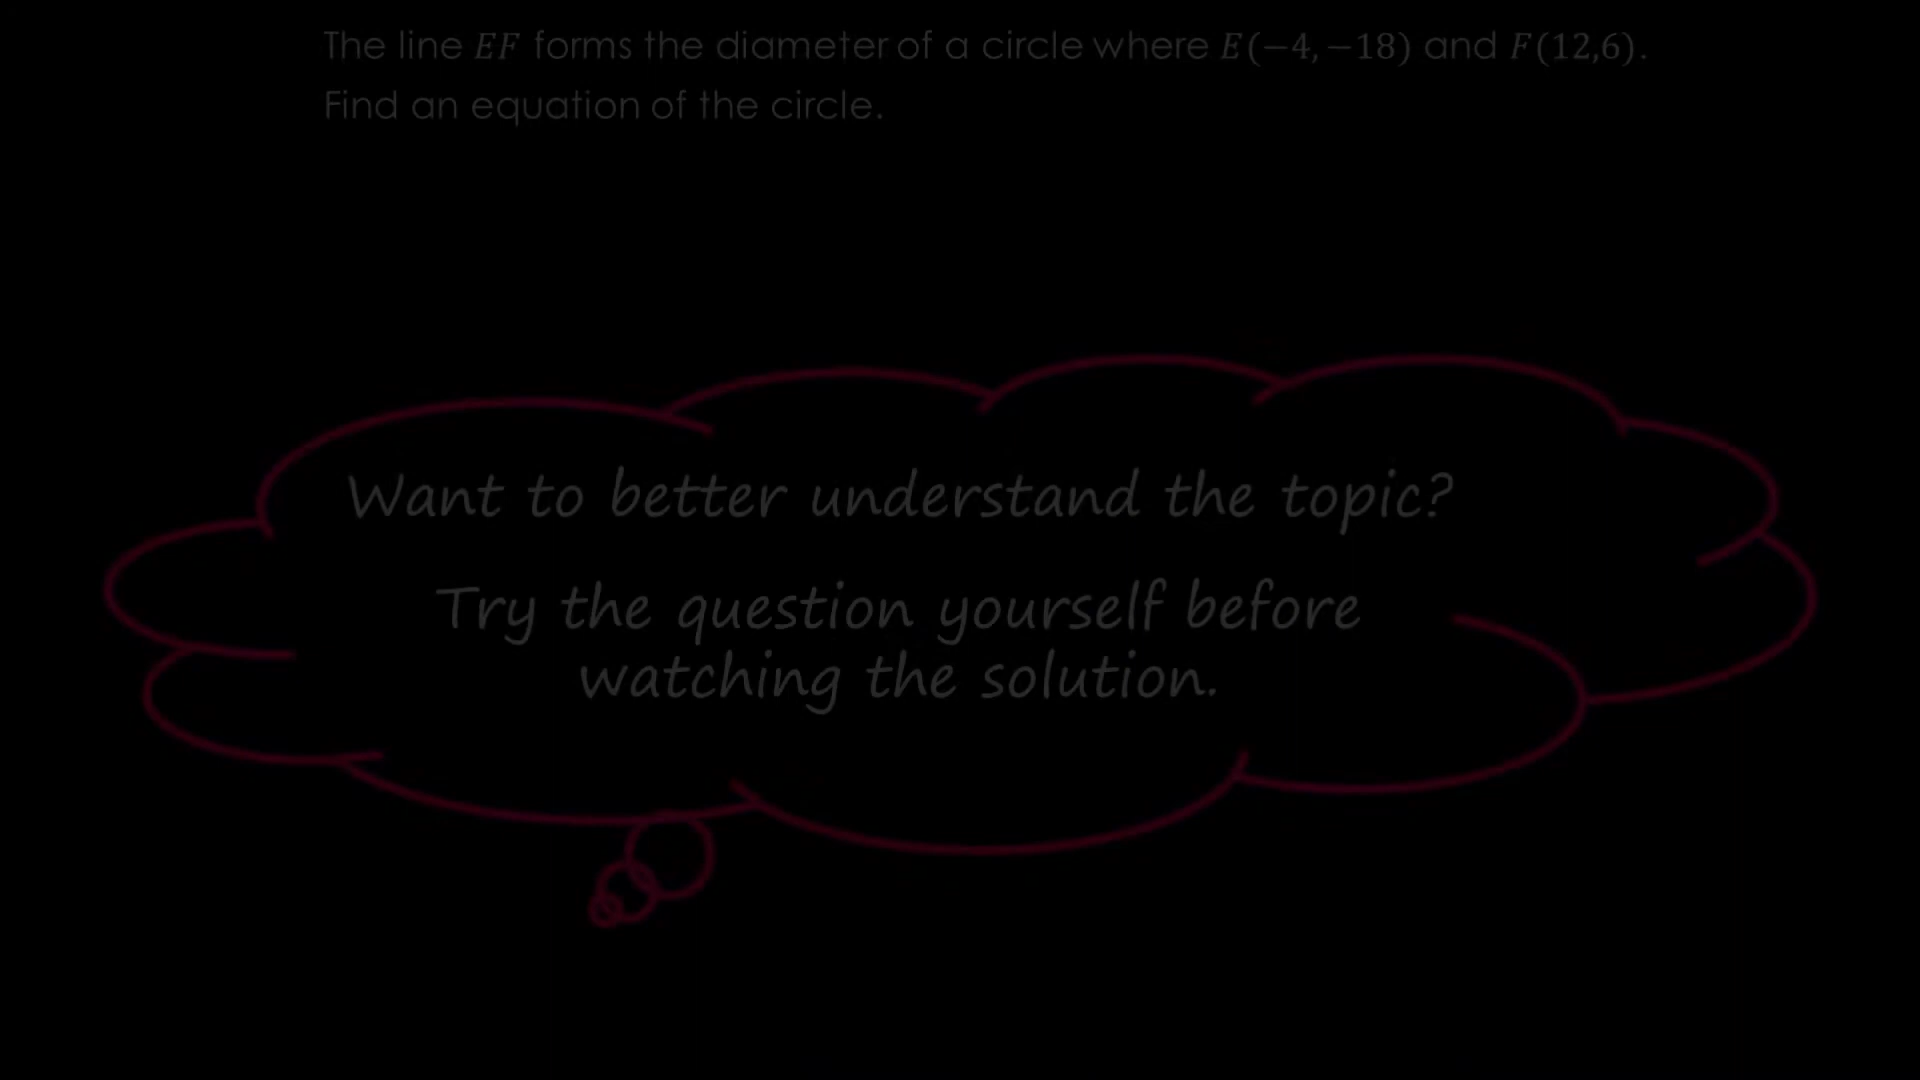 The line EF forms the diameter of a circle where E(−4, −18) and F(12,6).
Find an equation of the circle.
Want to better understand the topic?
Try the question yourself before
watching the solution.